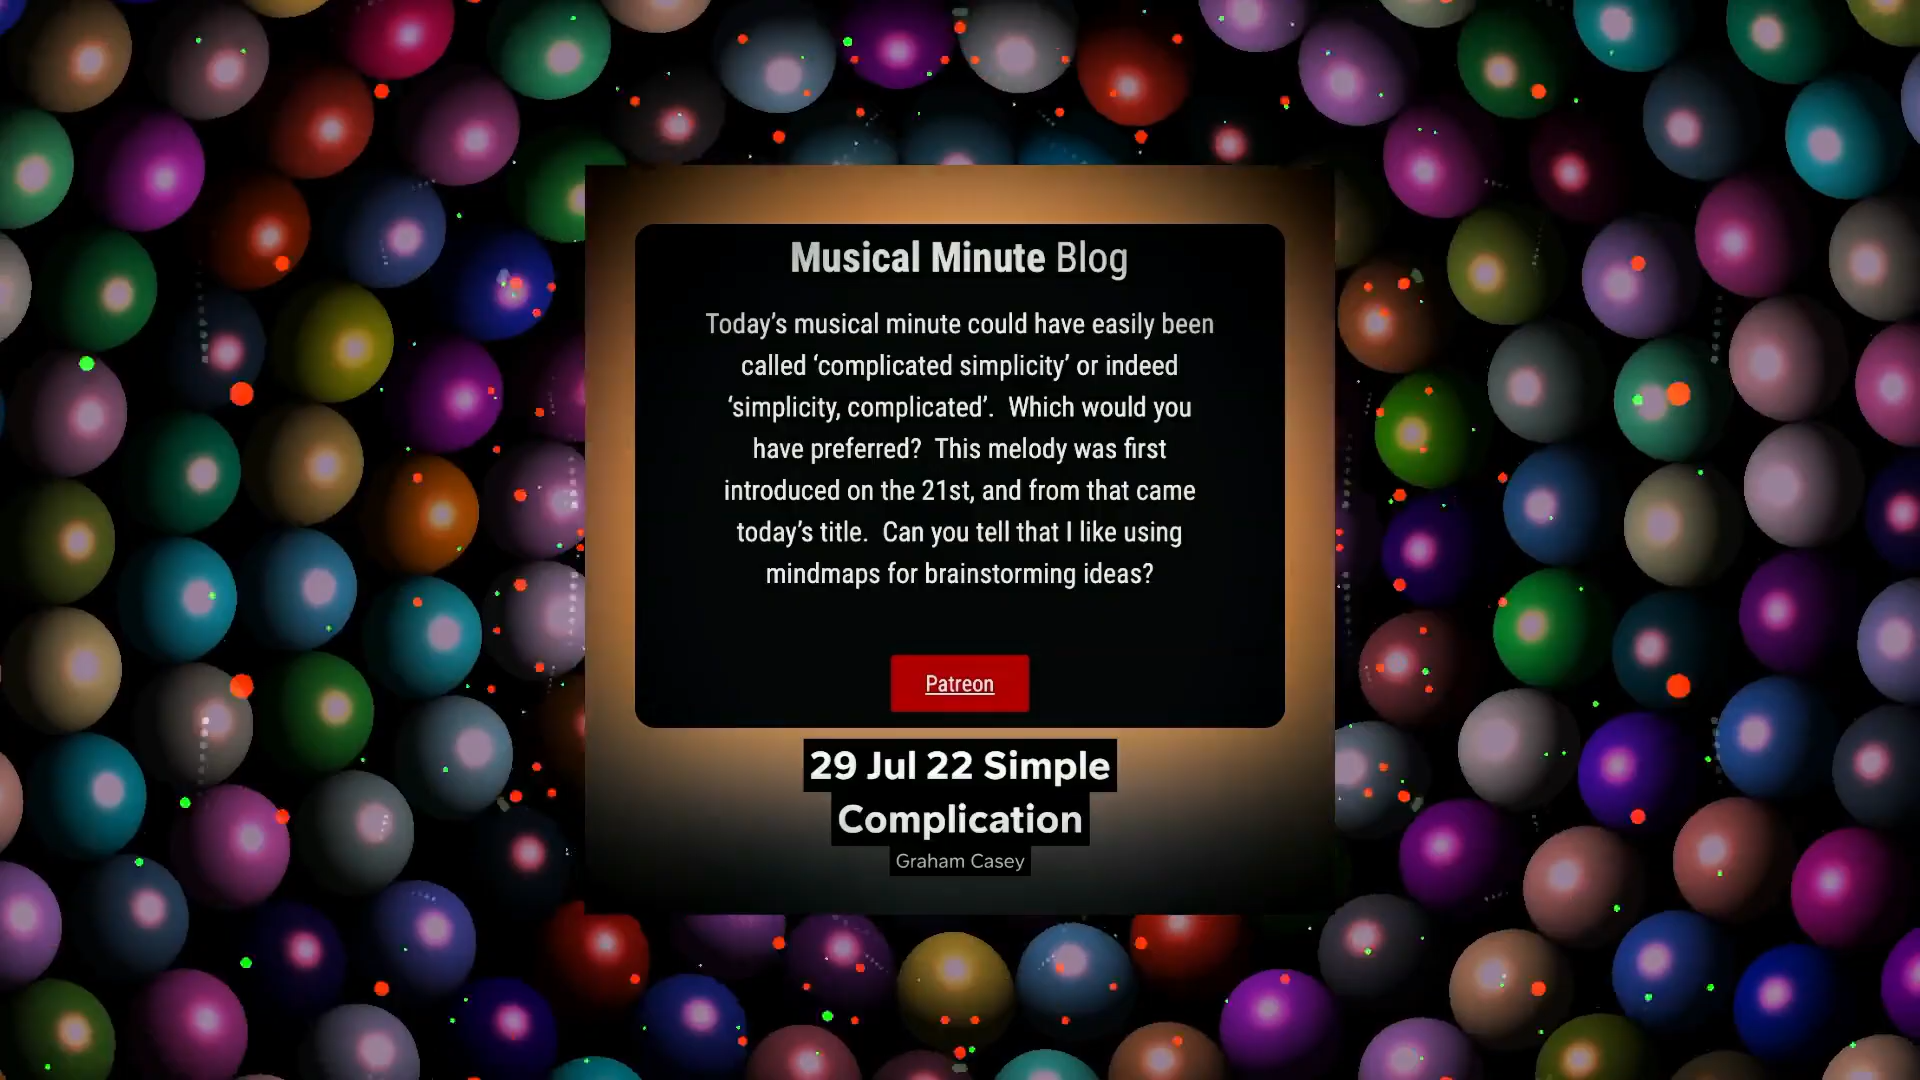 Musical Minute Blog
Today’s musical minute could have easily been
called ‘complicated simplicity’ or indeed
‘simplicity, complicated’.  Which would you
have preferred?  This melody was first
introduced on the 21st, and from that came
today’s title.  Can you tell that I like using
mindmaps for brainstorming ideas?
Patreon
29 Jul 22 Simple
Complication
Graham Casey